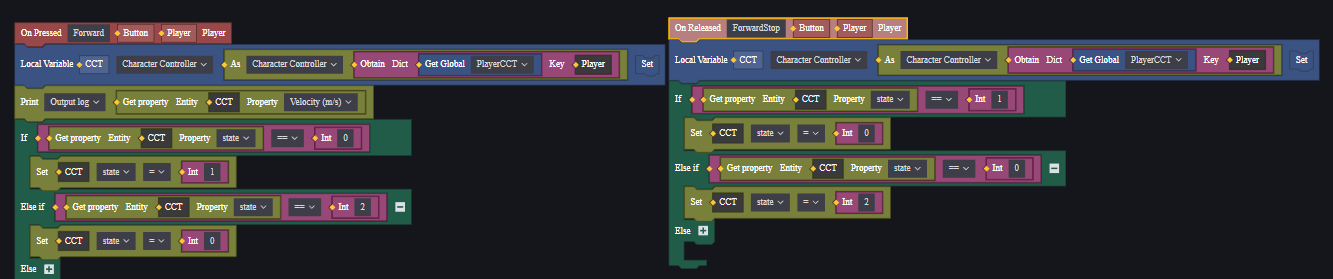 On Pressed Forward Button Player Player
Local Variable CCT Character Controller As Character Controller Obtain Dict Get Global PlayerCCT Key Player Set
Print Output log Get property Entity CCT Property Velocity (m/s)
If Get property Entity CCT Property state == Int 0
Set CCT state = Int 1
Else if Get property Entity CCT Property state == Int 2
Set CCT state = Int 0
Else
On Released ForwardStop Button Player Player
Local Variable CCT Character Controller As Character Controller Obtain Dict Get Global PlayerCCT Key Player Set
If Get property Entity CCT Property state == Int 1
Set CCT state = Int 0
Else if Get property Entity CCT Property state == Int 0
Set CCT state = Int 2
Else